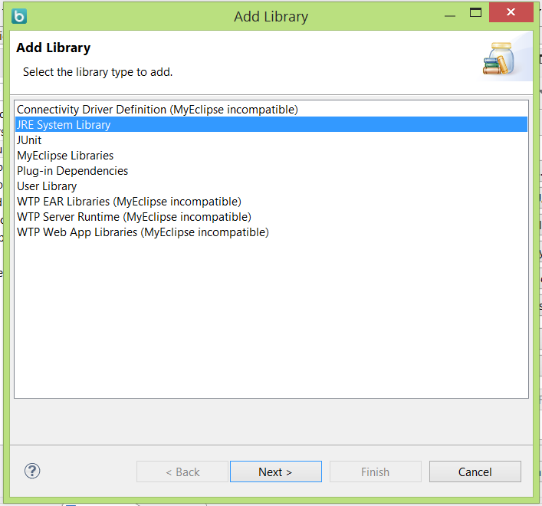 Add Library
Add Library
Select the library type to add.
Connectivity Driver Definition (MyEclipse incompatible)
JRE System Library
JUnit
MyEclipse Libraries
Plug-in Dependencies
User Library
WTP EAR Libraries (MyEclipse incompatible)
WTP Server Runtime (MyEclipse incompatible)
WTP Web App Libraries (MyEclipse incompatible)
< Back
Next >
Finish
Cancel